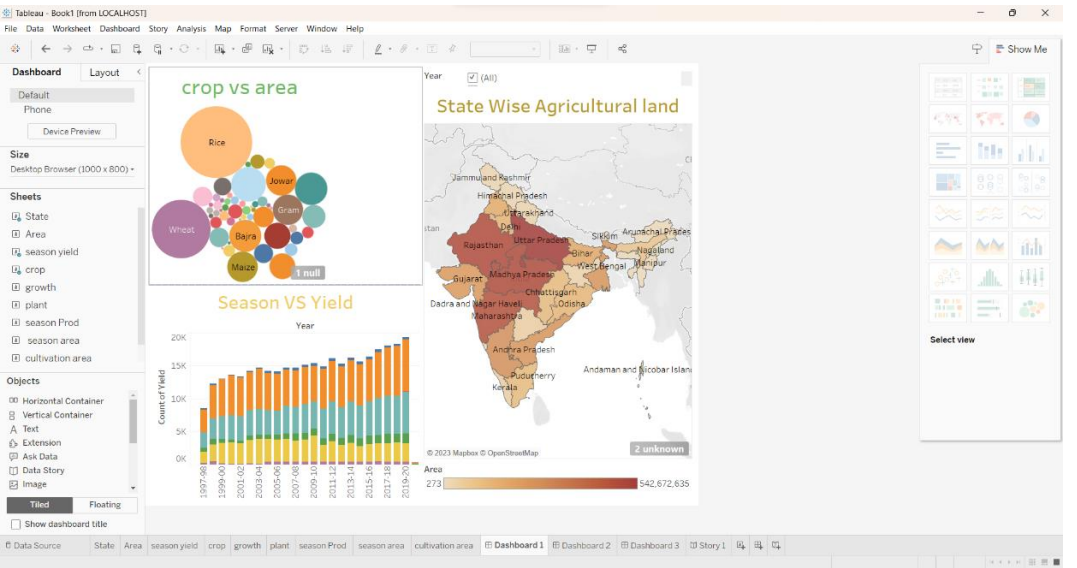 Tableau - Book1 [from LOCALHOST]
File Data Worksheet Dashboard Story Analysis Map Format Server Window Help
Show Me
Dashboard Layout
Default
Phone
Device Preview
Size
Desktop Browser (1000 x 800)
Sheets
State
Area
season yield
crop
growth
plant
season Prod
season area
cultivation area
Objects
Horizontal Container
Vertical Container
Text
Extension
Ask Data
Data Story
Image
Tiled Floating
Show dashboard title
crop vs area
Rice
Jowar
Gram
Wheat
Bajra
Maize
1 null
Season VS Yield
Year
Count of Yield
20K
15K
10K
5K
0K
1997-98
1999-00
2001-02
2003-04
2005-06
2007-08
2009-10
2011-12
2013-14
2015-16
2017-18
2019-20
Year (All)
State Wise Agricultural land
Jammu and Kashmir
Himachal Pradesh
Uttarakhand
Delhi
Sikkim Arunachal Prades
Rajasthan Uttar Pradesh
Bihar Nagaland
West Bengal Manipur
Gujarat Madhya Pradesh
Chhattisgarh
Dadra and Nagar Haveli Odisha
Maharashtra
Andhra Pradesh
Puducherry Andaman and Nicobar Islan
Kerala
© 2023 Mapbox © OpenStreetMap
2 unknown
Area
273 542,672,635
Select view
Data Source State Area season yield crop growth plant season Prod season area cultivation area Dashboard 1 Dashboard 2 Dashboard 3 Story 1